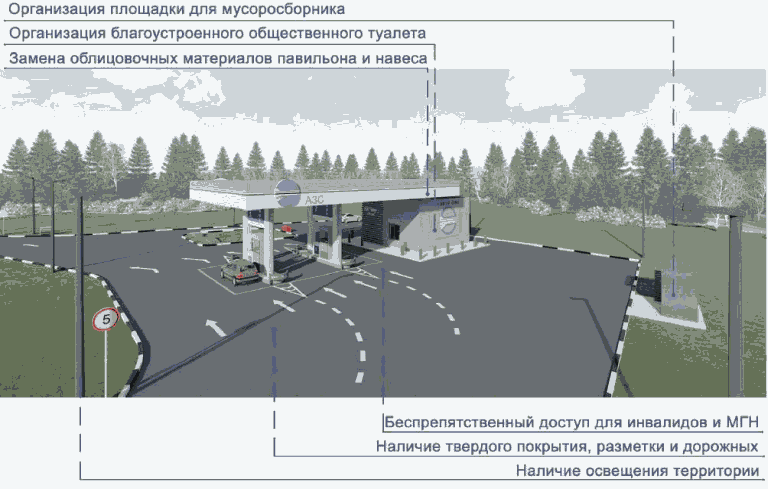 Организация площадки для мусоросборника
Организация благоустроенного общественного туалета
Замена облицовочных материалов павильона и навеса
АЗС
5
Беспрепятственный доступ для инвалидов и МГН
Наличие твердого покрытия, разметки и дорожных
Наличие освещения территории